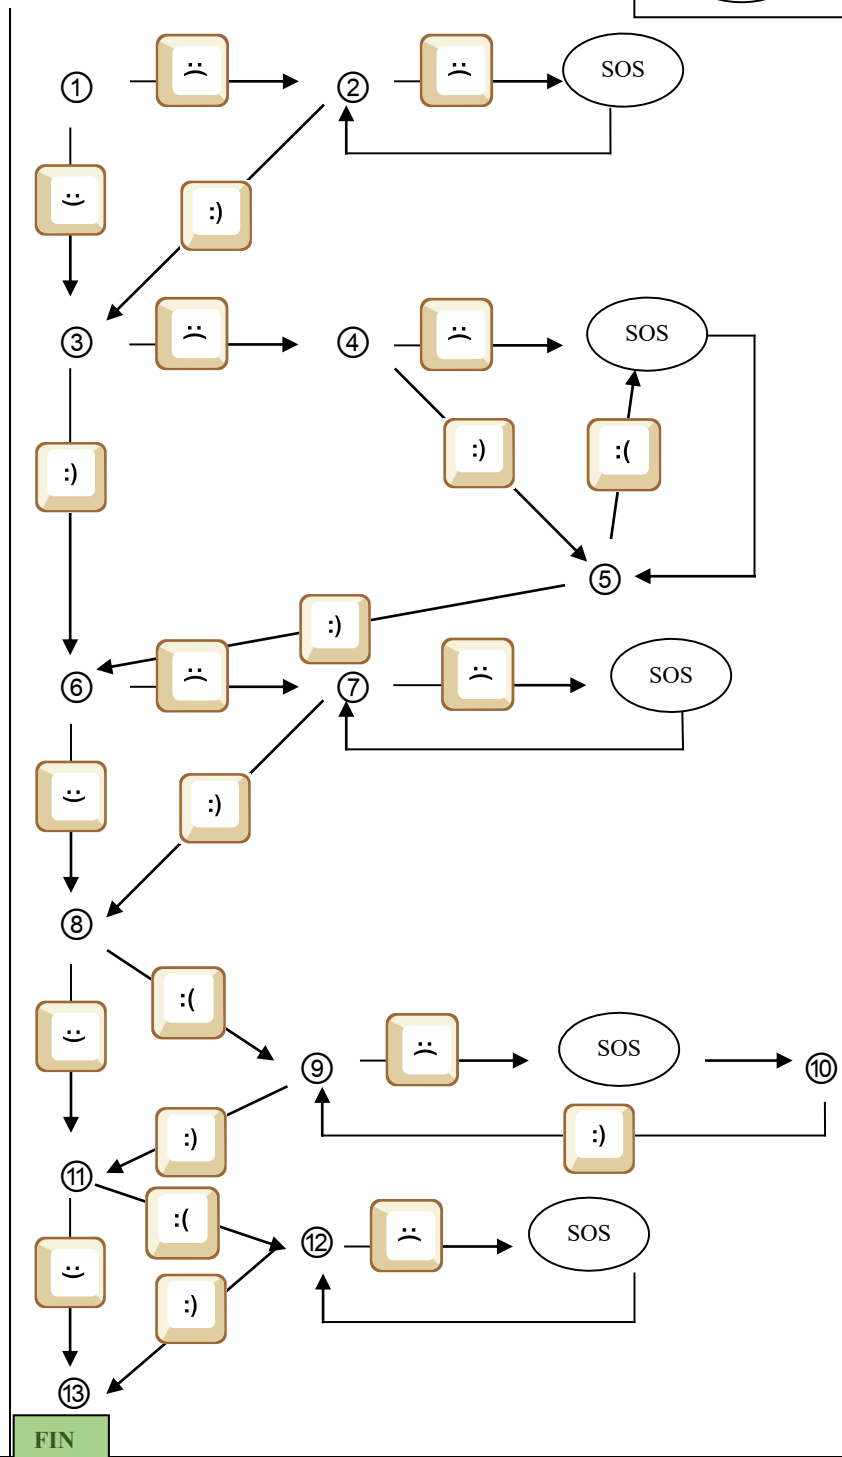 ① :( ② :( SOS
:) :)
③ :( ④ :( SOS
:) :) :(
⑤
:)
⑥ :( ⑦ :( SOS
:) :)
⑧
:) :(
⑨ :( SOS ⑩
:) :)
⑪
:( 
:) ⑫ :( SOS
:)
⑬
FIN